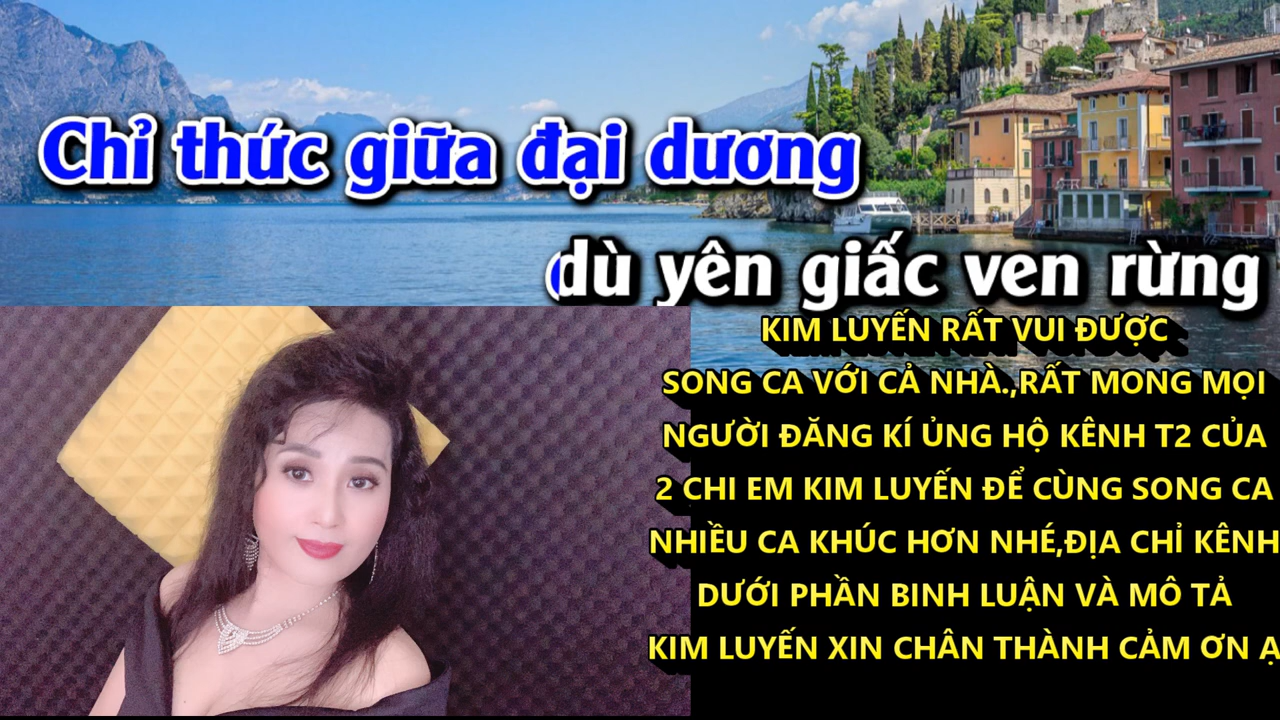 Chỉ thức giữa đại dương
dù yên giấc ven rừng
KIM LUYẾN RẤT VUI ĐƯỢC
SONG CA VỚI CẢ NHÀ.,RẤT MONG MỌI
NGƯỜI ĐĂNG KÍ ỦNG HỘ KÊNH T2 CỦA
2 CHI EM KIM LUYẾN ĐỂ CÙNG SONG CA
NHIỀU CA KHÚC HƠN NHÉ,ĐỊA CHỈ KÊNH
DƯỚI PHẦN BINH LUẬN VÀ MÔ TẢ
KIM LUYẾN XIN CHÂN THÀNH CẢM ƠN Ạ